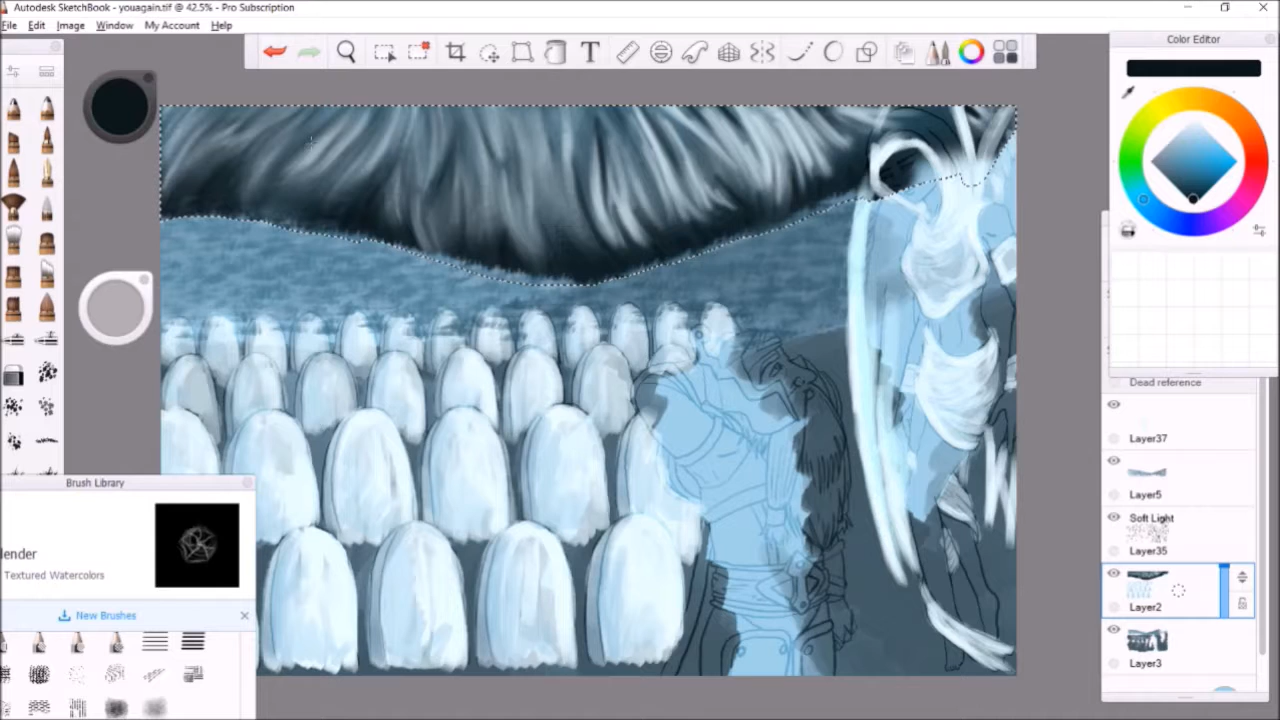 Autodesk SketchBook - youagain.tif @ 42.5% - Pro Subscription
File Edit Image Window My Account Help
T
Color Editor
Dead reference
Layer37
Layer5
Soft Light
Layer35
Layer2
Layer3
Brush Library
lender
Textured Watercolors
New Brushes